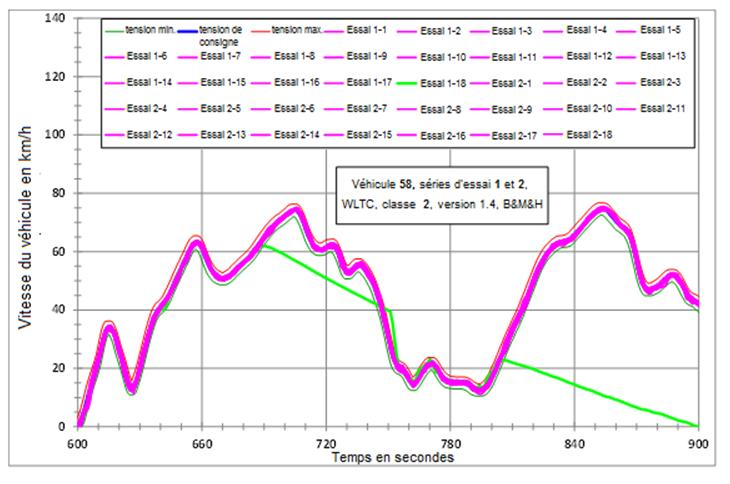 140
120
100
80
60
40
20
0
600
660
720
780
840
900
Vitesse du véhicule en km/h
Temps en secondes
tension min. tension de consigne tension max. Essai 1-1 Essai 1-2 Essai 1-3 Essai 1-4 Essai 1-5
Essai 1-6 Essai 1-7 Essai 1-8 Essai 1-9 Essai 1-10 Essai 1-11 Essai 1-12 Essai 1-13
Essai 1-14 Essai 1-15 Essai 1-16 Essai 1-17 Essai 1-18 Essai 2-1 Essai 2-2 Essai 2-3
Essai 2-4 Essai 2-5 Essai 2-6 Essai 2-7 Essai 2-8 Essai 2-9 Essai 2-10 Essai 2-11
Essai 2-12 Essai 2-13 Essai 2-14 Essai 2-15 Essai 2-16 Essai 2-17 Essai 2-18
Véhicule 58, séries d'essai 1 et 2,
WLTC, classe 2, version 1.4, B&M&H